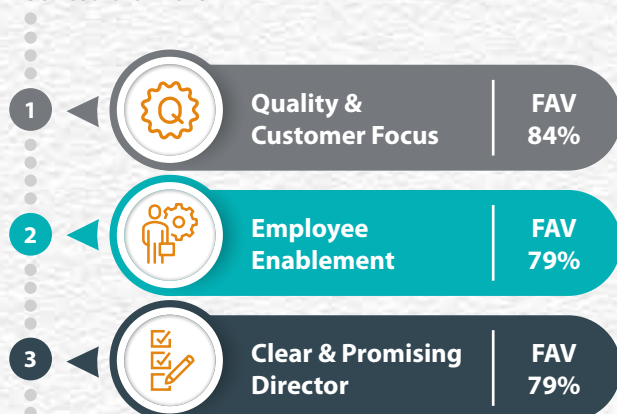 1
Q
Quality &
Customer Focus
FAV
84%
2
Employee
Enablement
FAV
79%
3
Clear & Promising
Director
FAV
79%